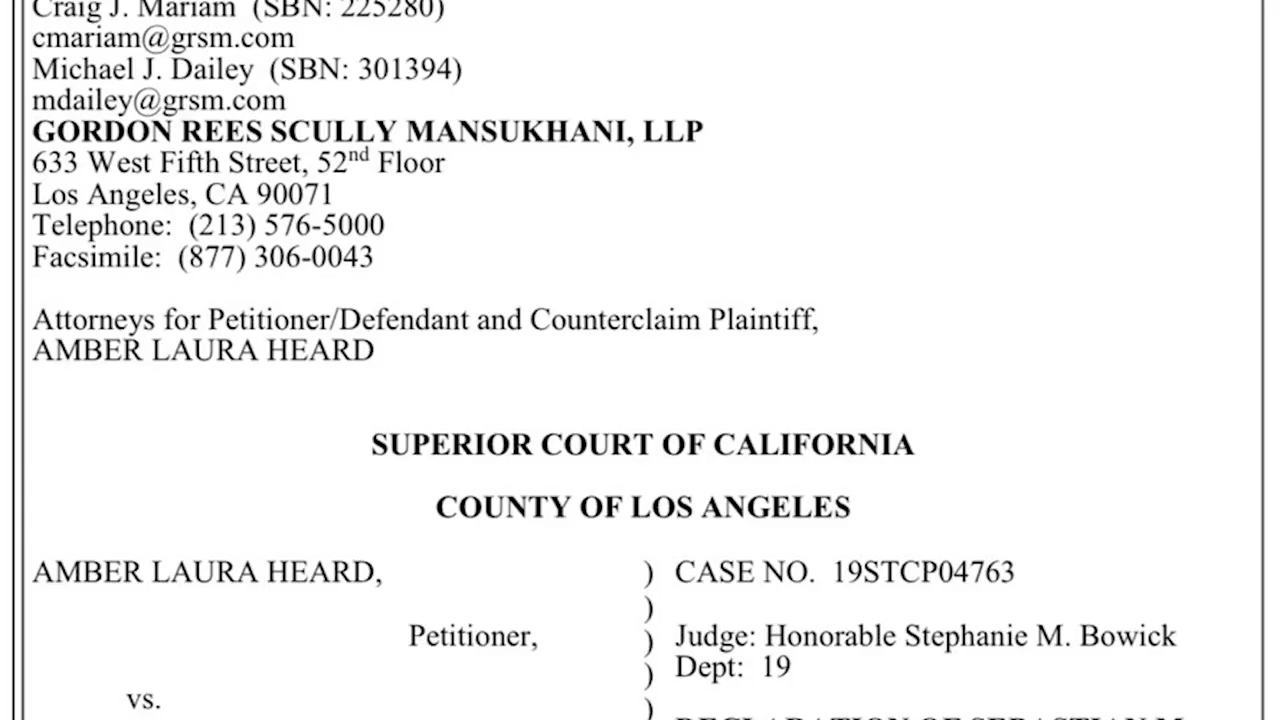 Craig J. Mariam (SBN: 225280)
cmariam@grsm.com
Michael J. Dailey (SBN: 301394)
mdailey@grsm.com
GORDON REES SCULLY MANSUKHANI, LLP
633 West Fifth Street, 52nd Floor
Los Angeles, CA 90071
Telephone: (213) 576-5000
Facsimile: (877) 306-0043
Attorneys for Petitioner/Defendant and Counterclaim Plaintiff,
AMBER LAURA HEARD
SUPERIOR COURT OF CALIFORNIA
COUNTY OF LOS ANGELES
AMBER LAURA HEARD, ) CASE NO. 19STCP04763
)
Petitioner, ) Judge: Honorable Stephanie M. Bowick
) Dept: 19
vs. )
DECLARATION OF SEBASTIAN M